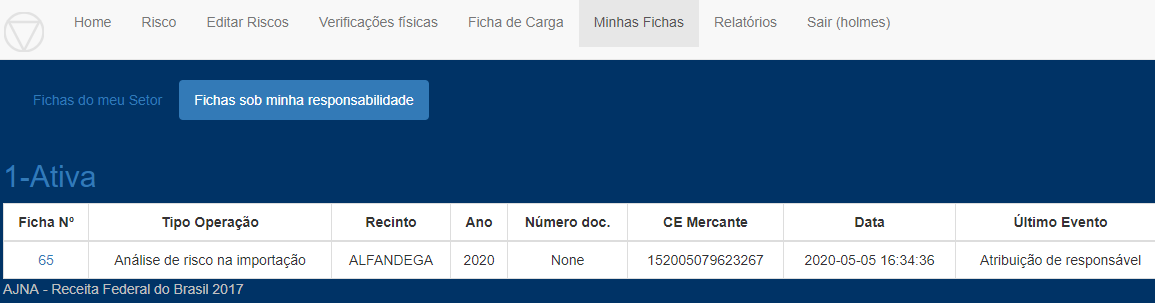 Home Risco Editar Riscos Verificações físicas Ficha de Carga Minhas Fichas Relatórios Sair (holmes)
Fichas do meu Setor Fichas sob minha responsabilidade
1-Ativa
Ficha Nº Tipo Operação Recinto Ano Número doc. CE Mercante Data Último Evento
65 Análise de risco na importação ALFANDEGA 2020 None 152005079623267 2020-05-05 16:34:36 Atribuição de responsável
AJNA - Receita Federal do Brasil 2017